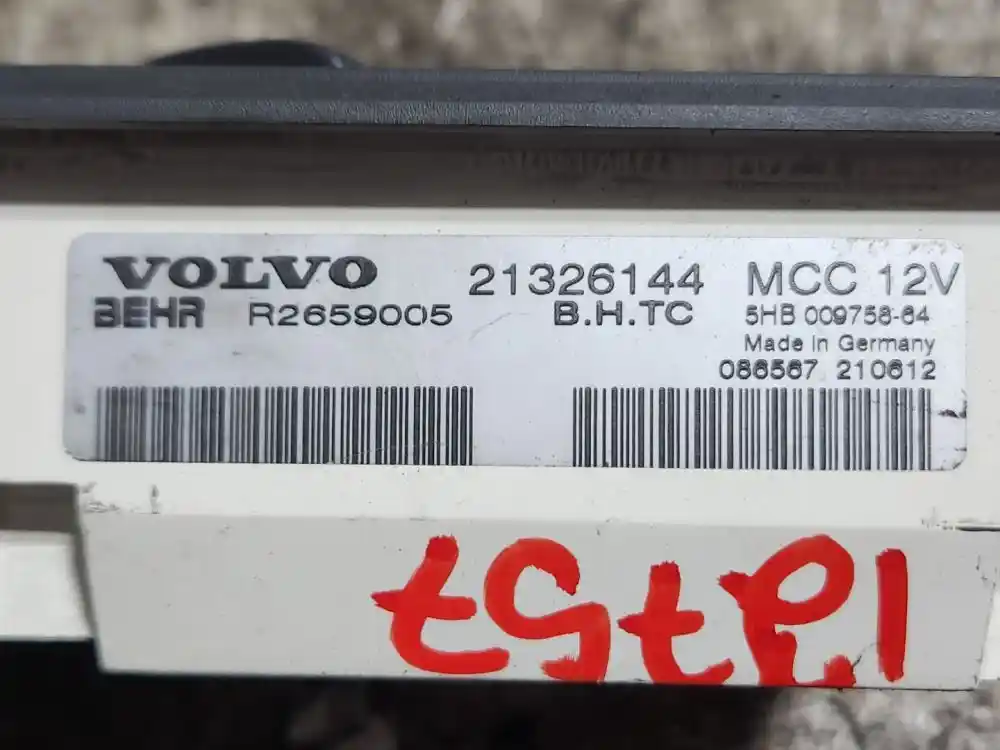 VOLVO 21326144 MCC 12V
BEHR R2659005 B.H.TC 5HB 009758-64
Made in Germany
086567 210612